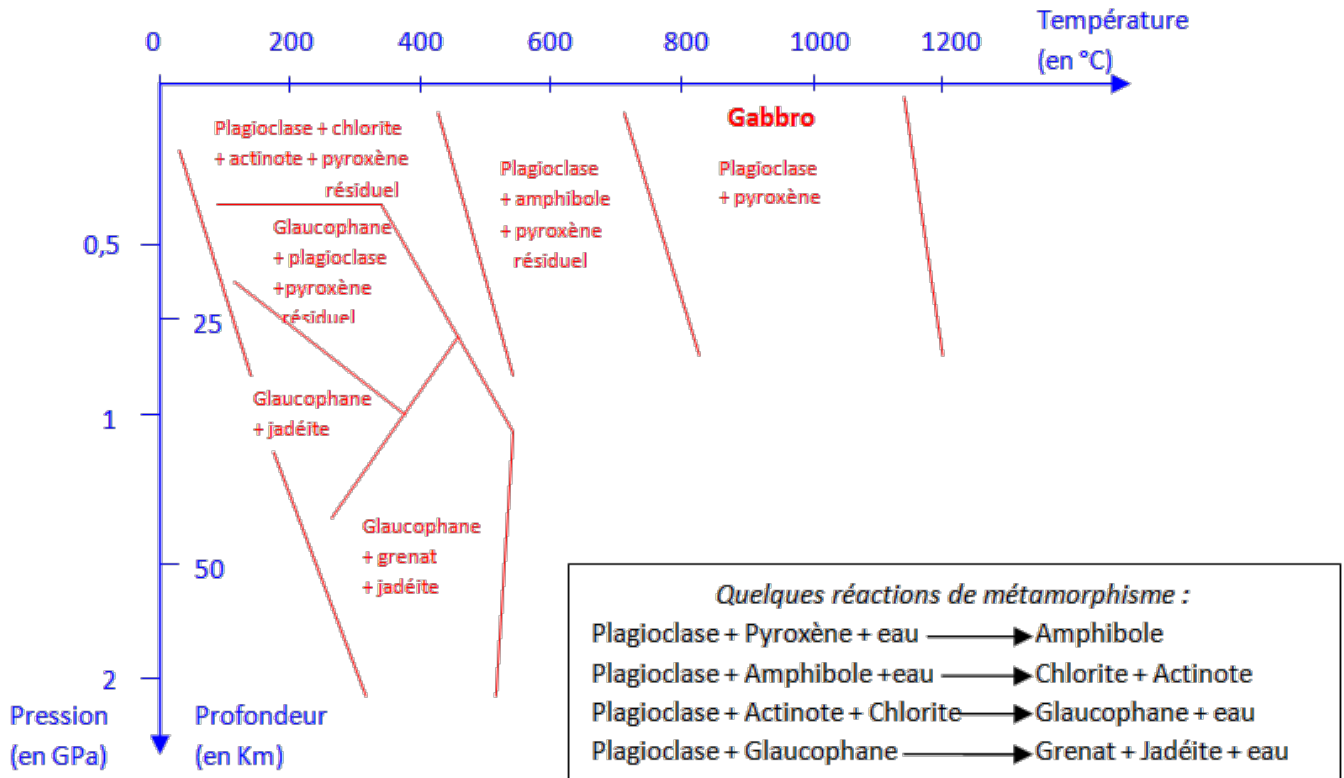 Température
(en °C)
0 200 400 600 800 1000 1200
Plagioclase + chlorite
+ actinote + pyroxène
résiduel
Gabbro
Plagioclase
+ pyroxène
Plagioclase
+ amphibole
+ pyroxène
résiduel
Glaucophane
+ plagioclase
+pyroxène
résiduel
0,5
25
Glaucophane
+ jadéite
1
Glaucophane
+ grenat
+ jadéite
50
2
Pression
(en GPa)
Profondeur
(en Km)
Quelques réactions de métamorphisme :
Plagioclase + Pyroxène + eau → Amphibole
Plagioclase + Amphibole +eau → Chlorite + Actinote
Plagioclase + Actinote + Chlorite → Glaucophane + eau
Plagioclase + Glaucophane → Grenat + Jadéite + eau